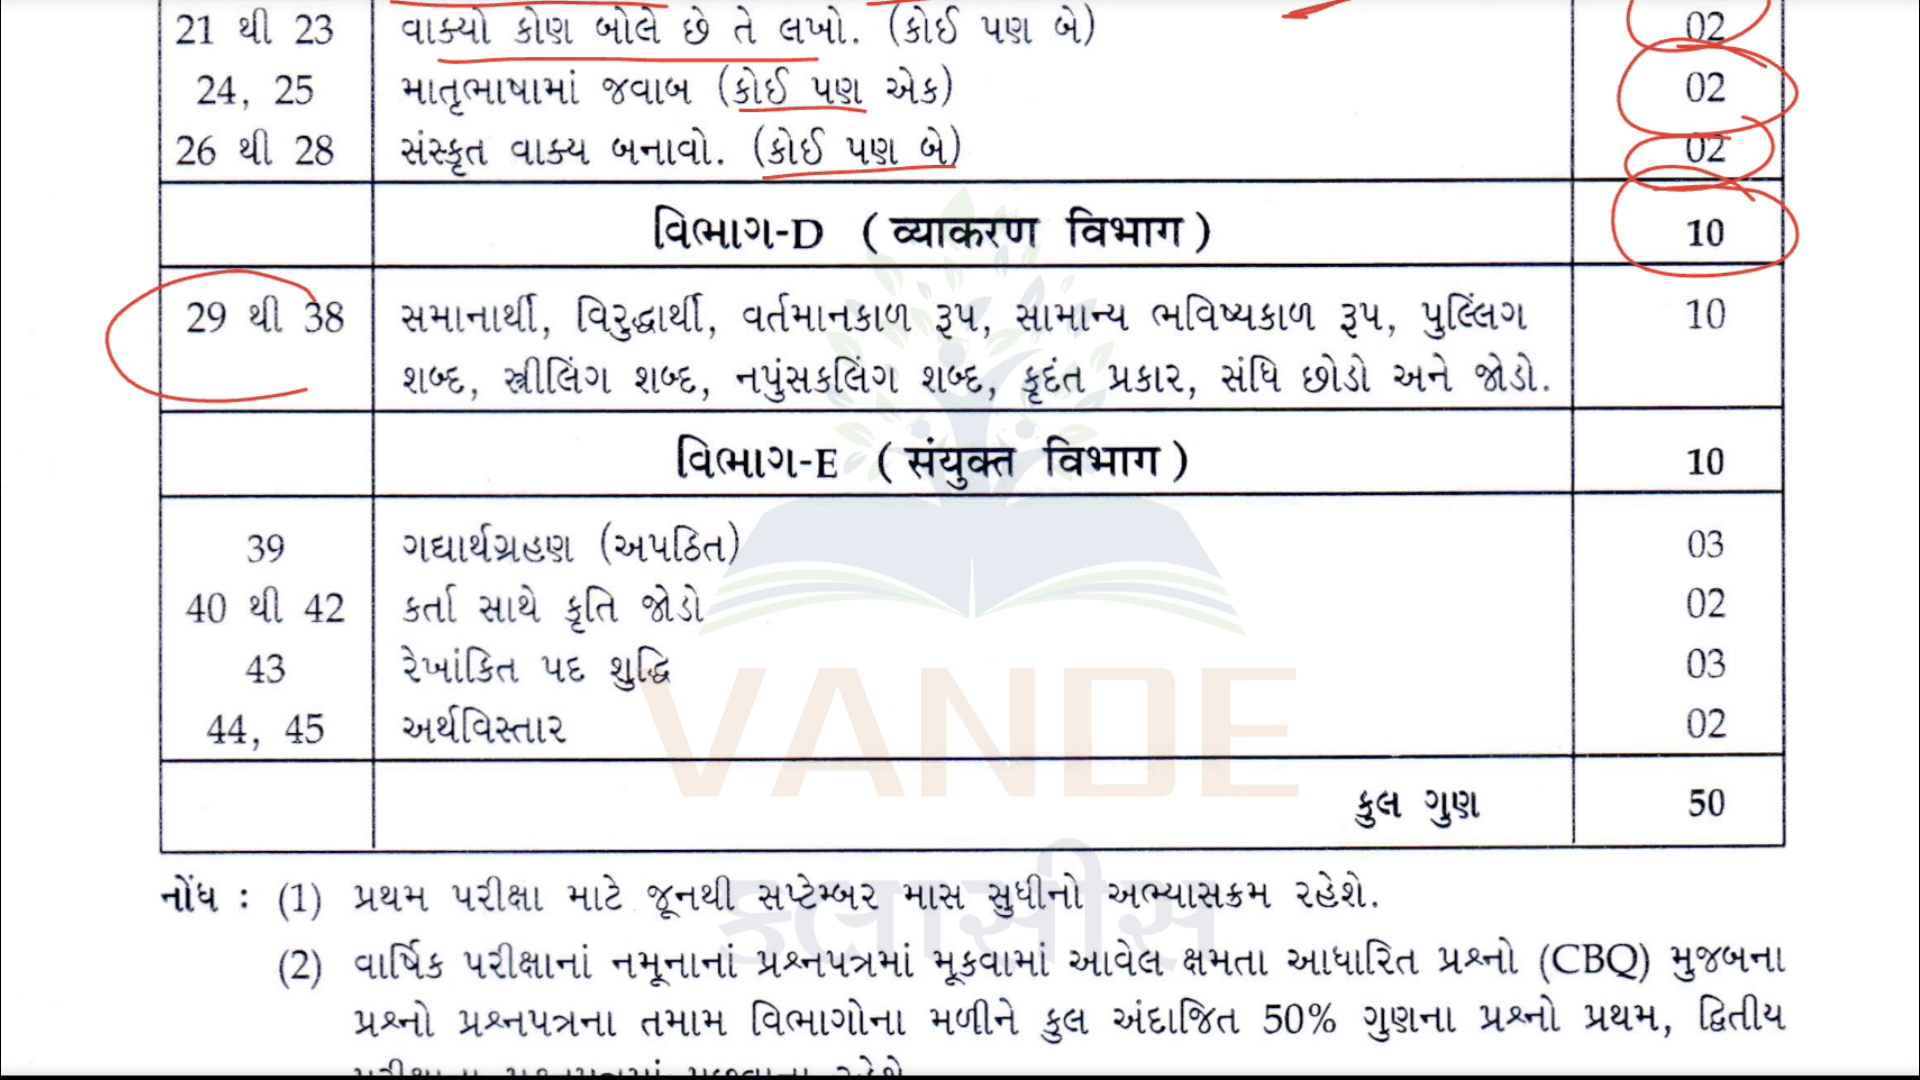 21 થી 23 વાક્યો કોણ બોલે છે તે લખો. (કોઈ પણ બે) 02
24, 25 માતૃભાષામાં જવાબ (કોઈ પણ એક) 02
26 થી 28 સંસ્કૃત વાક્ય બનાવો. (કોઈ પણ બે) 02
વિભાગ-D ( व्याकरण विभाग ) 10
29 થી 38 સમાનાર્થી, વિરુદ્ધાર્થી, વર્તમાનકાળ રૂપ, સામાન્ય ભવિષ્યકાળ રૂપ, પુલ્લિંગ 10
શબ્દ, સ્ત્રીલિંગ શબ્દ, નપુંસકલિંગ શબ્દ, કૃદંત પ્રકાર, સંધિ છોડો અને જોડો.
વિભાગ-E ( संयुक्त विभाग ) 10
39 ગદ્યાર્થગ્રહણ (અપઠિત) 03
40 થી 42 કર્તા સાથે કૃતિ જોડો 02
43 રેખાંકિત પદ શુદ્ધિ 03
44, 45 અર્થવિસ્તાર 02
VANDE
કુલ ગુણ 50
ક્લાસીસ
નોંધ : (1) પ્રથમ પરીક્ષા માટે જૂનથી સપ્ટેમ્બર માસ સુધીનો અભ્યાસક્રમ રહેશે.
(2) વાર્ષિક પરીક્ષાનાં નમૂનાનાં પ્રશ્નપત્રમાં મૂકવામાં આવેલ ક્ષમતા આધારિત પ્રશ્નો (CBQ) મુજબના
પ્રશ્નો પ્રશ્નપત્રના તમામ વિભાગોના મળીને કુલ અંદાજિત 50% ગુણના પ્રશ્નો પ્રથમ, દ્વિતીય